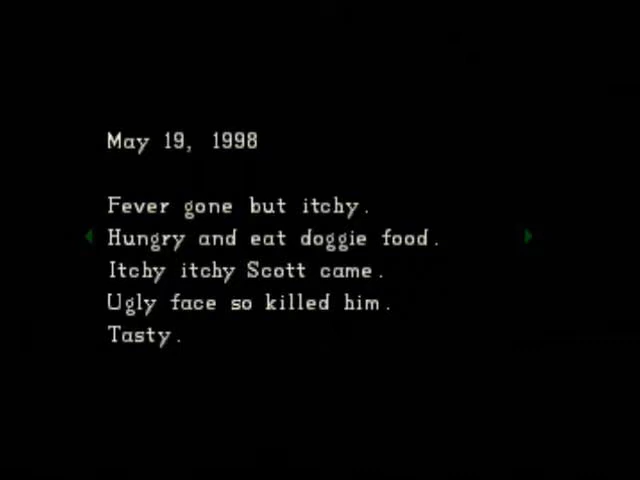 May 19, 1998
Fever gone but itchy.
Hungry and eat doggie food.
Itchy itchy Scott came.
Ugly face so killed him.
Tasty.